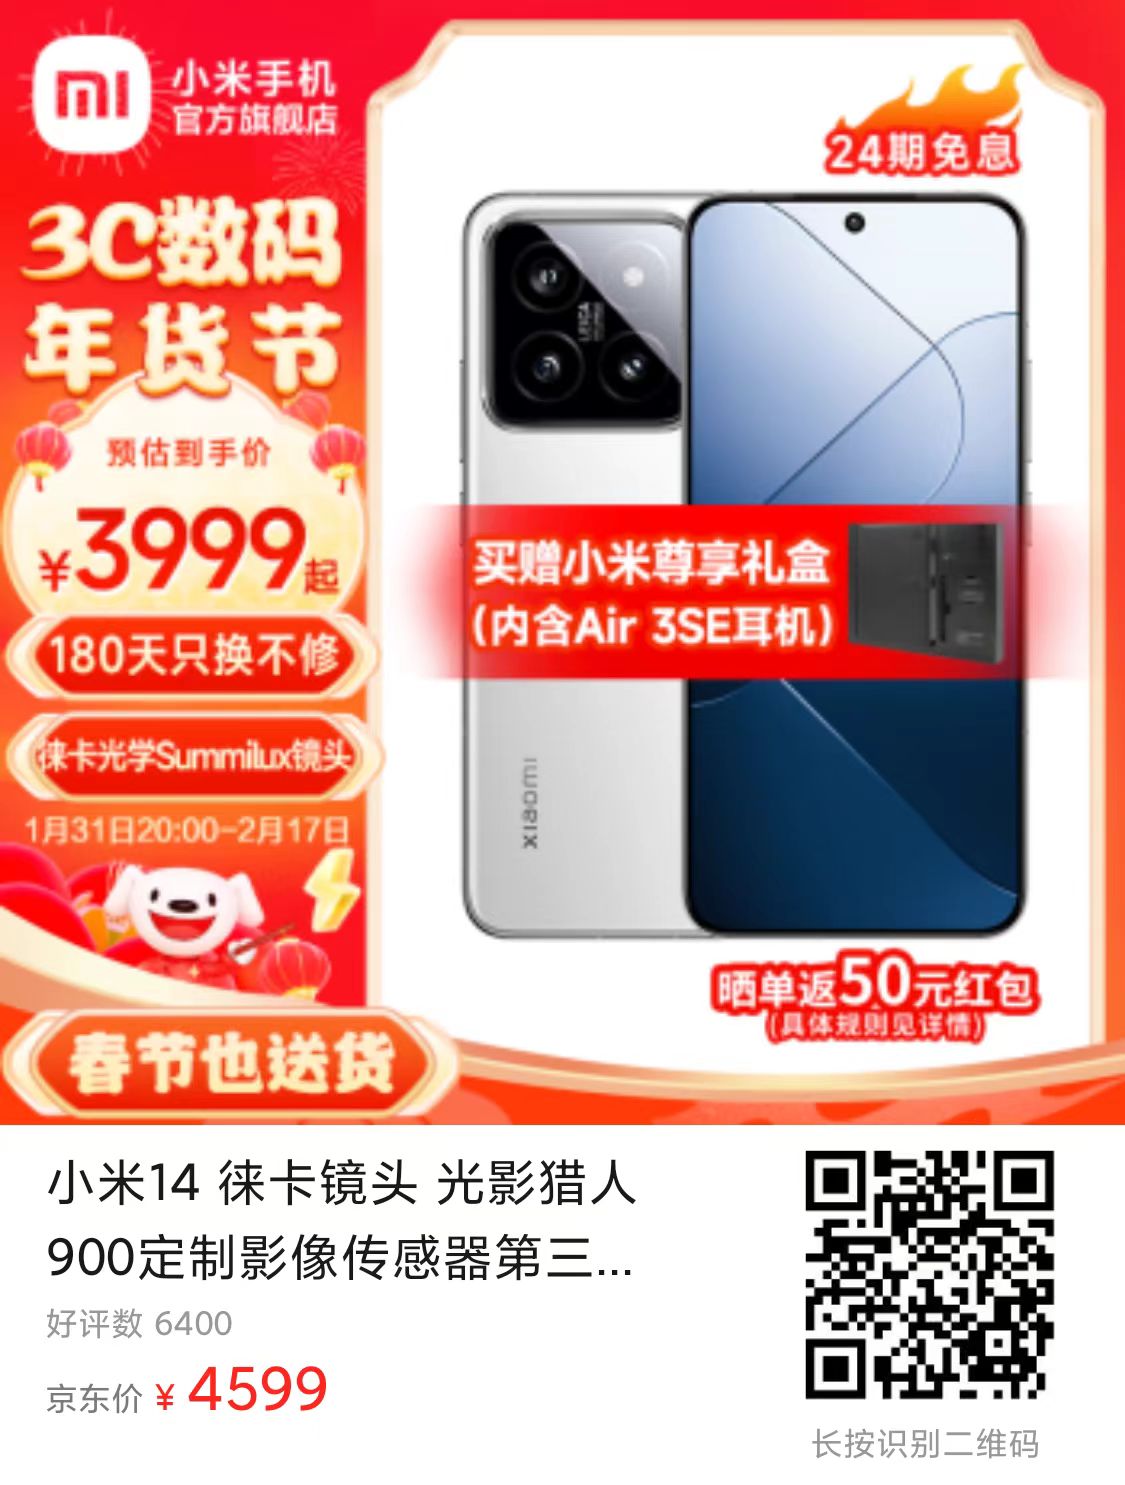 小米手机
官方旗舰店
3C数码
年货节
预估到手价
¥3999起
180天只换不修
徕卡光学Summilux镜头
1月31日20:00-2月17日
春节也送货
24期免息
LEICA
买赠小米尊享礼盒
(内含Air 3SE耳机)
xiaomi
晒单返50元红包
(具体规则见详情)
小米14 徕卡镜头 光影猎人
900定制影像传感器第三...
好评数 6400
京东价 ¥ 4599
长按识别二维码